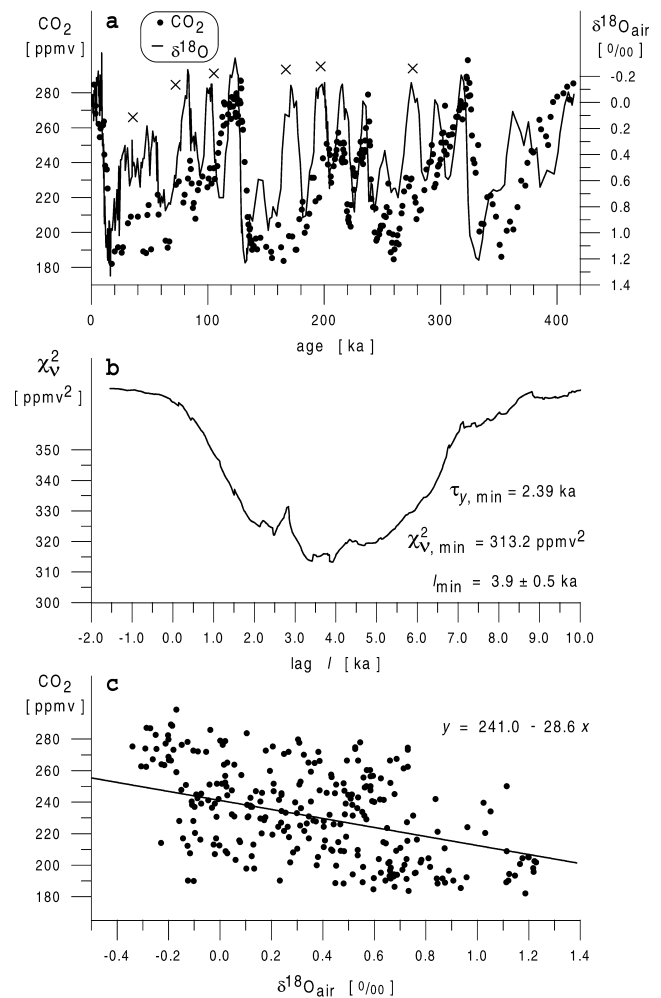 CO2
[ ppmv ]
a
CO2
δ18O
δ18Oair
[ 0/00 ]
280
260
240
220
200
180
-0.2
0.0
0.2
0.4
0.6
0.8
1.0
1.2
1.4
0 100 200 300 400
age [ ka ]
χν2
[ ppmv2 ]
b
350
340
330
320
310
300
τy, min = 2.39 ka
χ2ν, min = 313.2 ppmv2
lmin = 3.9 ± 0.5 ka
-2.0 -1.0 0.0 1.0 2.0 3.0 4.0 5.0 6.0 7.0 8.0 9.0 10.0
lag l [ ka ]
CO2
[ ppmv ]
c
y = 241.0 - 28.6 x
280
260
240
220
200
180
-0.4 -0.2 0.0 0.2 0.4 0.6 0.8 1.0 1.2 1.4
δ18Oair [ 0/00 ]